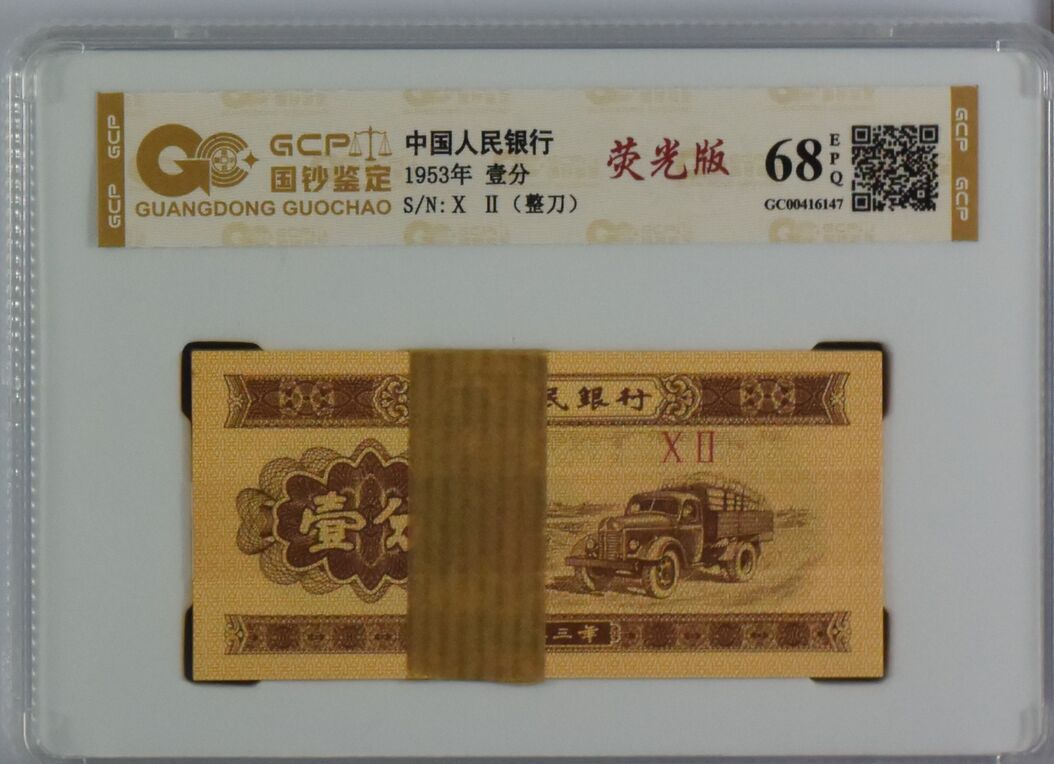 GCP
GCP
GCP
国钞鉴定
GUANGDONG GUOCHAO
中国人民银行
1953年 壹分
S/N: X Ⅱ (整刀)
荧光版
68
EPQ
GC00416147
GCP
GCP
民银行
XⅡ
壹分
三年